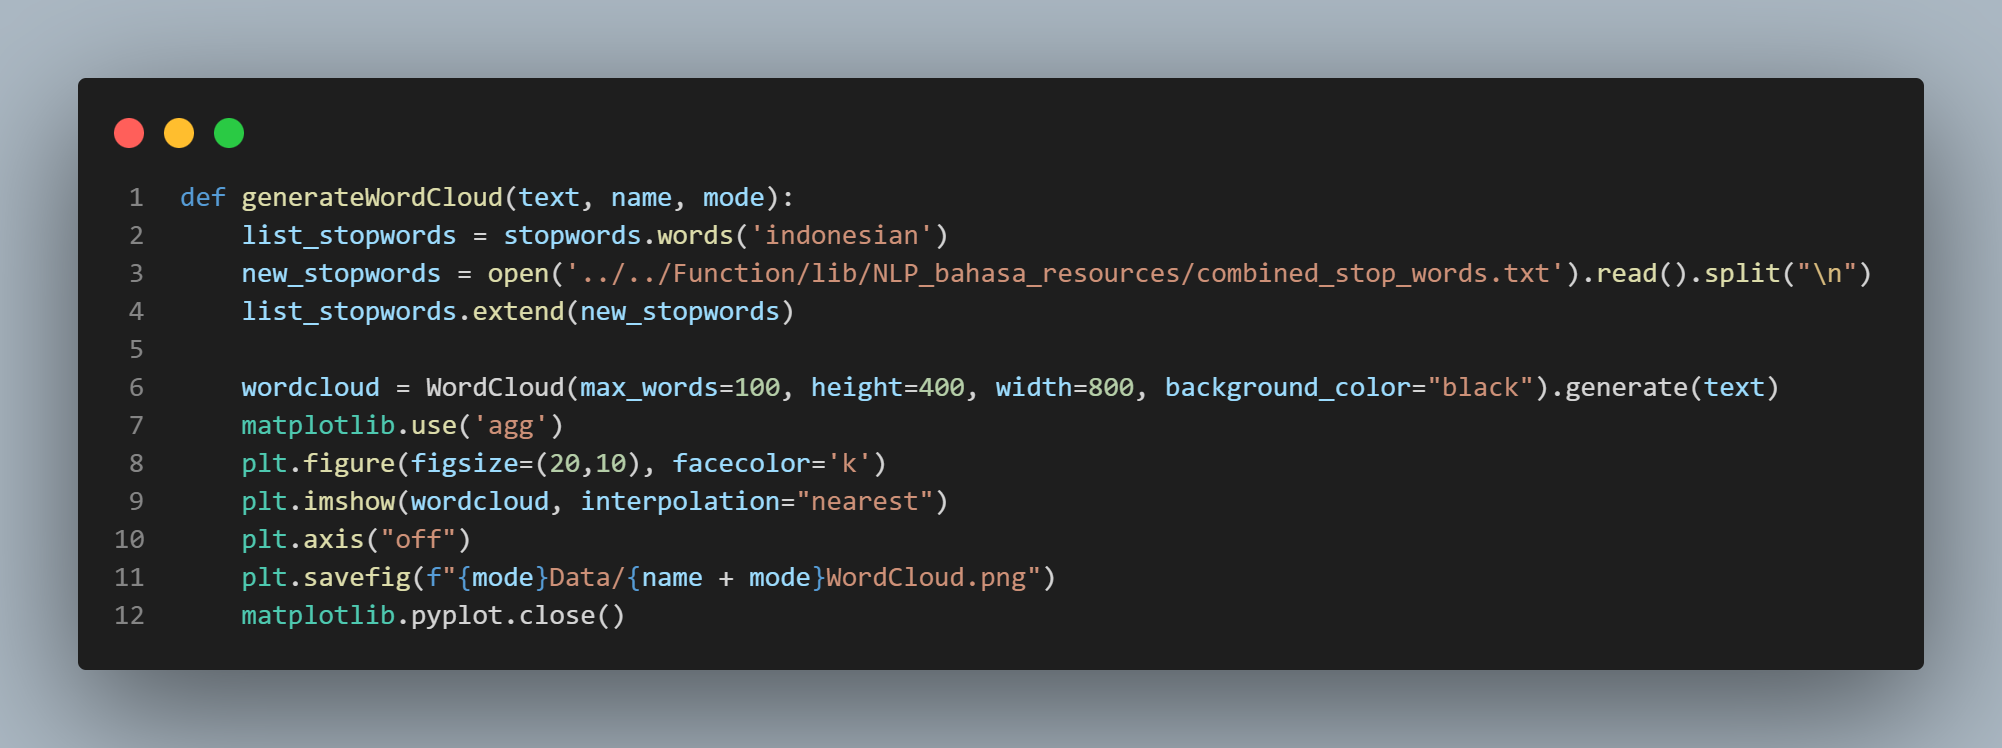 1 def generateWordCloud(text, name, mode):
2     list_stopwords = stopwords.words('indonesian')
3     new_stopwords = open('../../Function/lib/NLP_bahasa_resources/combined_stop_words.txt').read().split("\n")
4     list_stopwords.extend(new_stopwords)
5
6     wordcloud = WordCloud(max_words=100, height=400, width=800, background_color="black").generate(text)
7     matplotlib.use('agg')
8     plt.figure(figsize=(20,10), facecolor='k')
9     plt.imshow(wordcloud, interpolation="nearest")
10     plt.axis("off")
11     plt.savefig(f"{mode}Data/{name + mode}WordCloud.png")
12     matplotlib.pyplot.close()